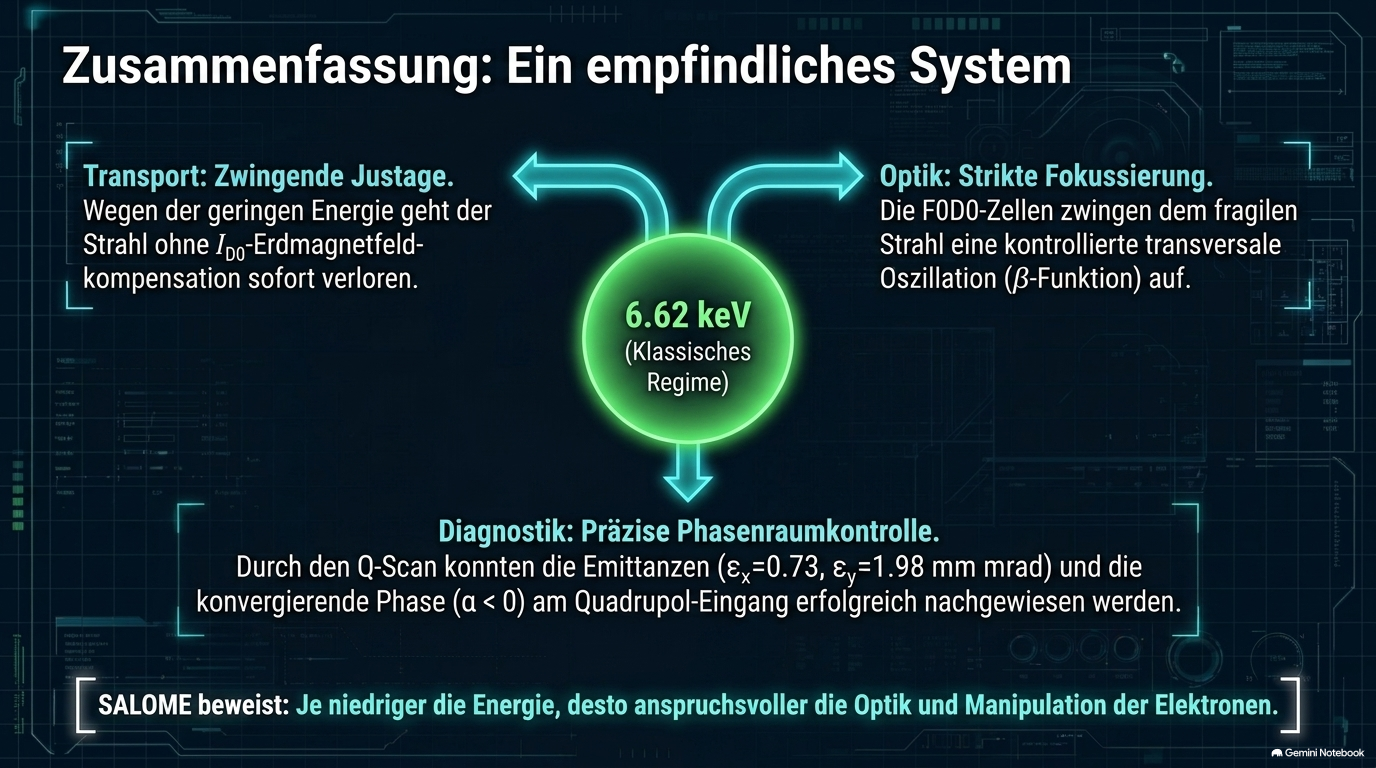 Zusammenfassung: Ein empfindliches System
Transport: Zwingende Justage.
Wegen der geringen Energie geht der
Strahl ohne I_D0-Erdmagnetfeld-
kompensation sofort verloren.
Optik: Strikte Fokussierung.
Die F0D0-Zellen zwingen dem fragilen
Strahl eine kontrollierte transversale
Oszillation (β-Funktion) auf.
6.62 keV
(Klassisches
Regime)
Diagnostik: Präzise Phasenraumkontrolle.
Durch den Q-Scan konnten die Emittanzen (εx=0.73, εy=1.98 mm mrad) und die
konvergierende Phase (α < 0) am Quadrupol-Eingang erfolgreich nachgewiesen werden.
SALOME beweist: Je niedriger die Energie, desto anspruchsvoller die Optik und Manipulation der Elektronen.
Gemini Notebook